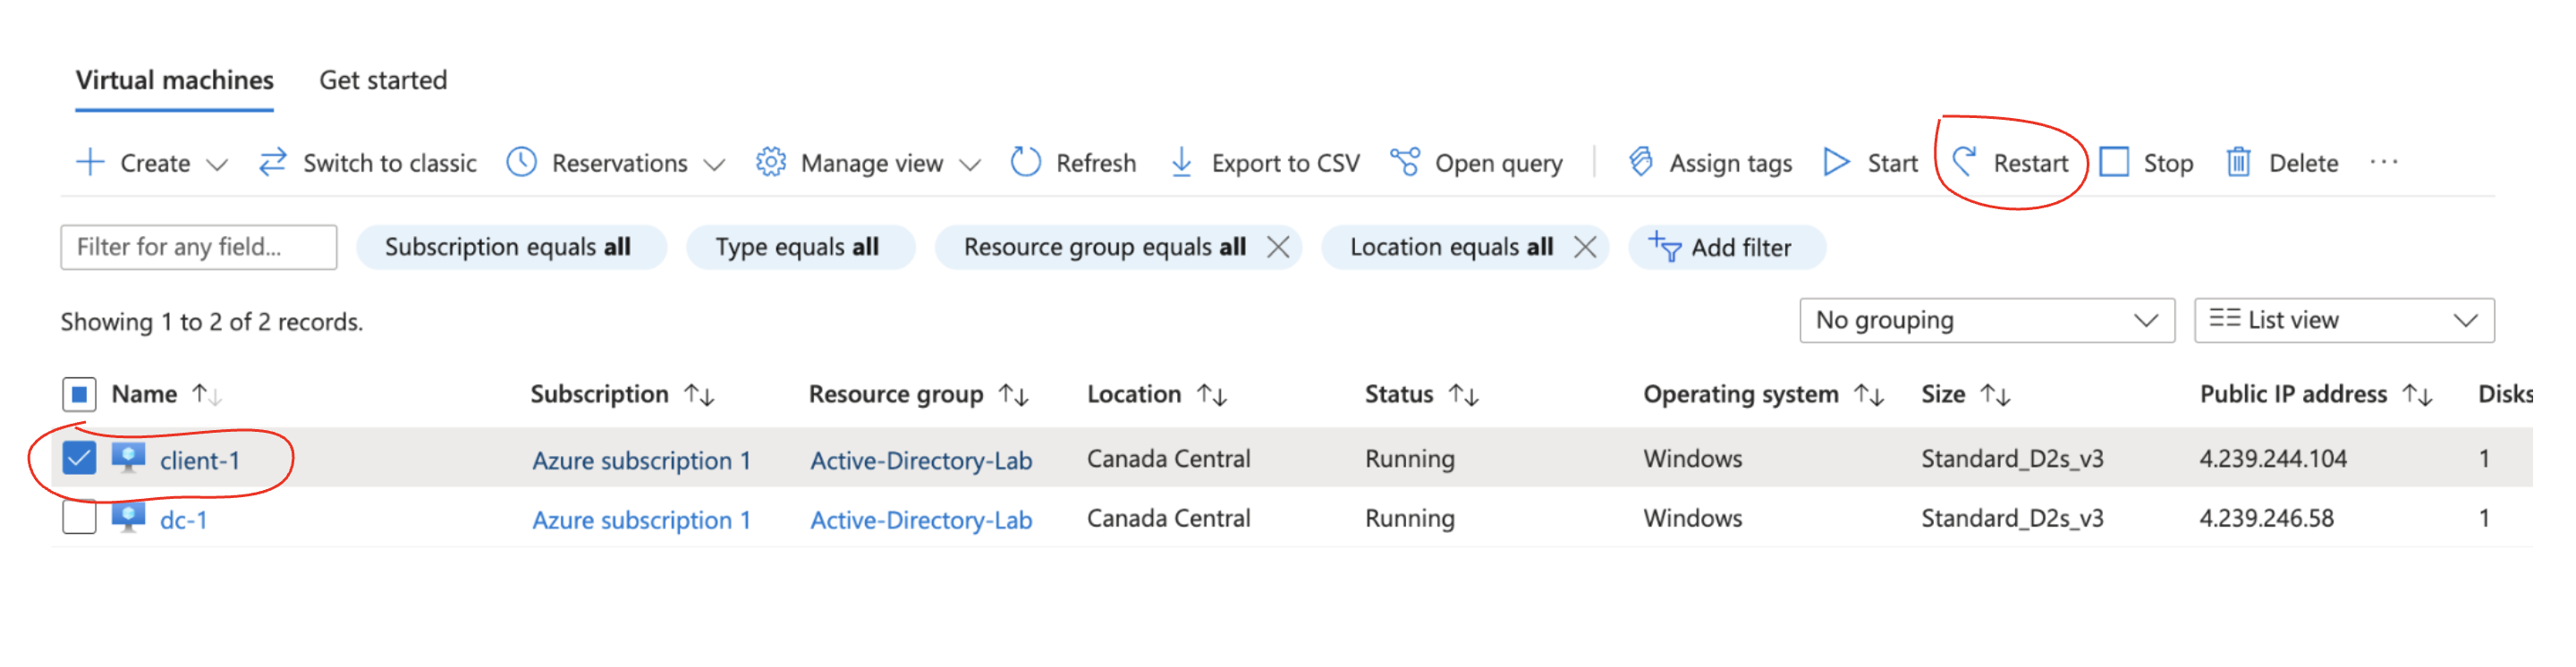 Virtual machines Get started
Create Switch to classic Reservations Manage view Refresh Export to CSV Open query Assign tags Start Restart Stop Delete ...
Filter for any field... Subscription equals all Type equals all Resource group equals all Location equals all Add filter
Showing 1 to 2 of 2 records. No grouping List view
Name Subscription Resource group Location Status Operating system Size Public IP address Disks
client-1 Azure subscription 1 Active-Directory-Lab Canada Central Running Windows Standard_D2s_v3 4.239.244.104 1
dc-1 Azure subscription 1 Active-Directory-Lab Canada Central Running Windows Standard_D2s_v3 4.239.246.58 1